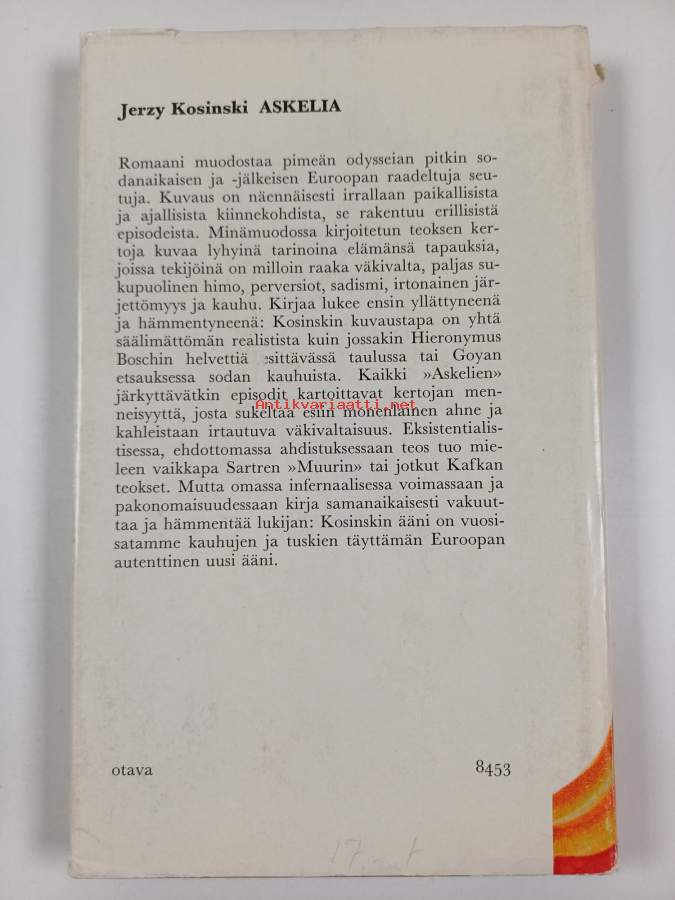 Jerzy Kosinski ASKELIA
Romaani muodostaa pimeän odysseian pitkin so-
danaikaisen ja -jälkeisen Euroopan raadeltuja seu-
tuja. Kuvaus on näennäisesti irrallaan paikallisista
ja ajallisista kiinnekohdista, se rakentuu erillisistä
episodeista. Minämuodossa kirjoitetun teoksen ker-
toja kuvaa lyhyinä tarinoina elämänsä tapauksia,
joissa tekijöinä on milloin raaka väkivalta, paljas su-
kupuolinen himo, perversiot, sadismi, irtonainen jär-
jettömyys ja kauhu. Kirjaa lukee ensin yllättyneenä
ja hämmentyneenä: Kosinskin kuvaustapa on yhtä
säälimättömän realistista kuin jossakin Hieronymus
Boschin helvettiä esittävässä taulussa tai Goyan
etsauksessa sodan kauhuista. Kaikki »Askelien»
järkyttävätkin episodit kartoittavat kertojan men-
Antikvariaatti.net
neisyyttä, josta sukeltaa esiin monenlainen ahne ja
kahleistaan irtautuva väkivaltaisuus. Eksistentialis-
tisessa, ehdottomassa ahdistuksessaan teos tuo mie-
leen vaikkapa Sartren »Muurin» tai jotkut Kafkan
teokset. Mutta omassa infernaalisessa voimassaan ja
pakonomaisuudessaan kirja samanaikaisesti vakuut-
taa ja hämmentää lukijan: Kosinskin ääni on vuosi-
satamme kauhujen ja tuskien täyttämän Euroopan
autenttinen uusi ääni.
otava
8453